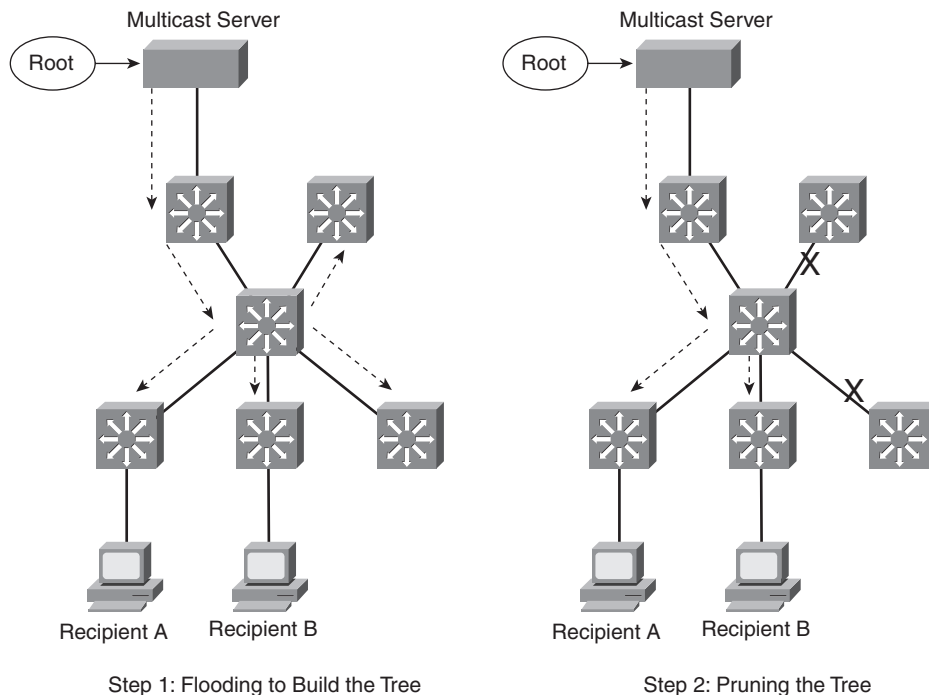 Multicast Server
Root
Recipient A
Recipient B
Step 1: Flooding to Build the Tree
Multicast Server
Root
X
X
Recipient A
Recipient B
Step 2: Pruning the Tree